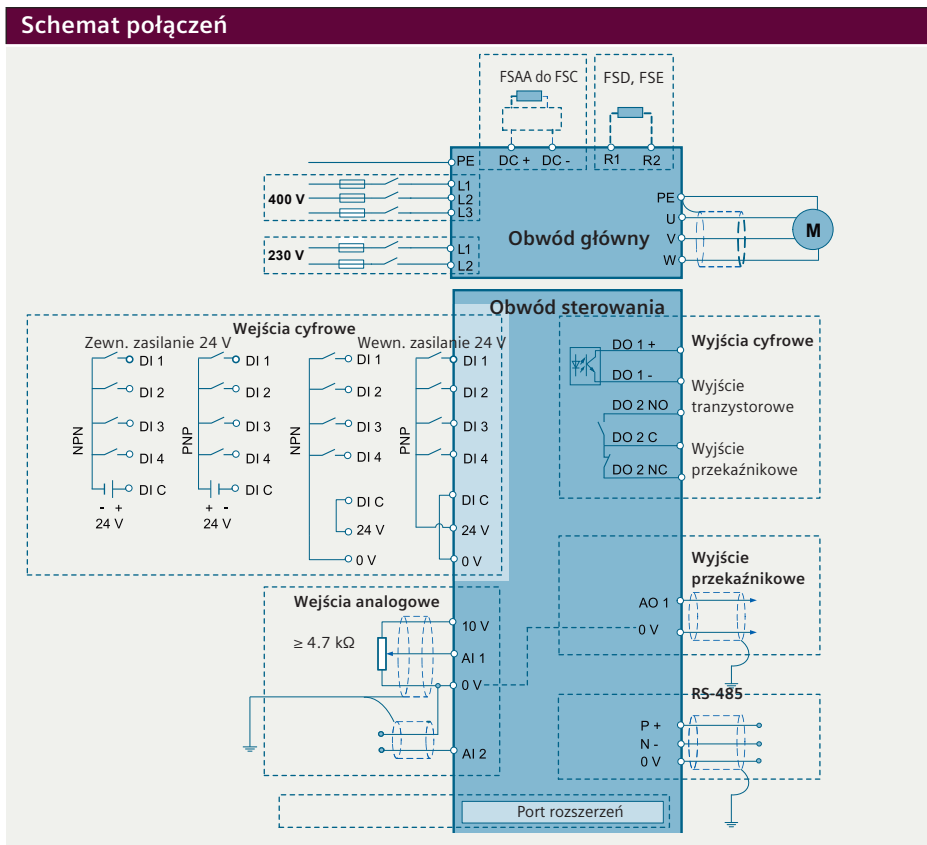 Schemat połączeń
FSAA do FSC
FSD, FSE
PE
DC +
DC -
R1
R2
400 V
L1
L2
L3
230 V
L1
L2
Obwód główny
PE
U
V
W
M
Obwód sterowania
Wejścia cyfrowe
Zewn. zasilanie 24 V
Wewn. zasilanie 24 V
NPN
DI 1
DI 2
DI 3
DI 4
DI C
- +
24 V
PNP
DI 1
DI 2
DI 3
DI 4
DI C
+ -
24 V
NPN
DI 1
DI 2
DI 3
DI 4
DI C
24 V
0 V
PNP
DI 1
DI 2
DI 3
DI 4
DI C
24 V
0 V
DO 1 +
DO 1 -
DO 2 NO
DO 2 C
DO 2 NC
Wyjścia cyfrowe
Wyjście
tranzystorowe
Wyjście
przekaźnikowe
Wejścia analogowe
≥ 4.7 kΩ
10 V
AI 1
0 V
AI 2
Wyjście
przekaźnikowe
AO 1
0 V
RS-485
P +
N -
0 V
Port rozszerzeń